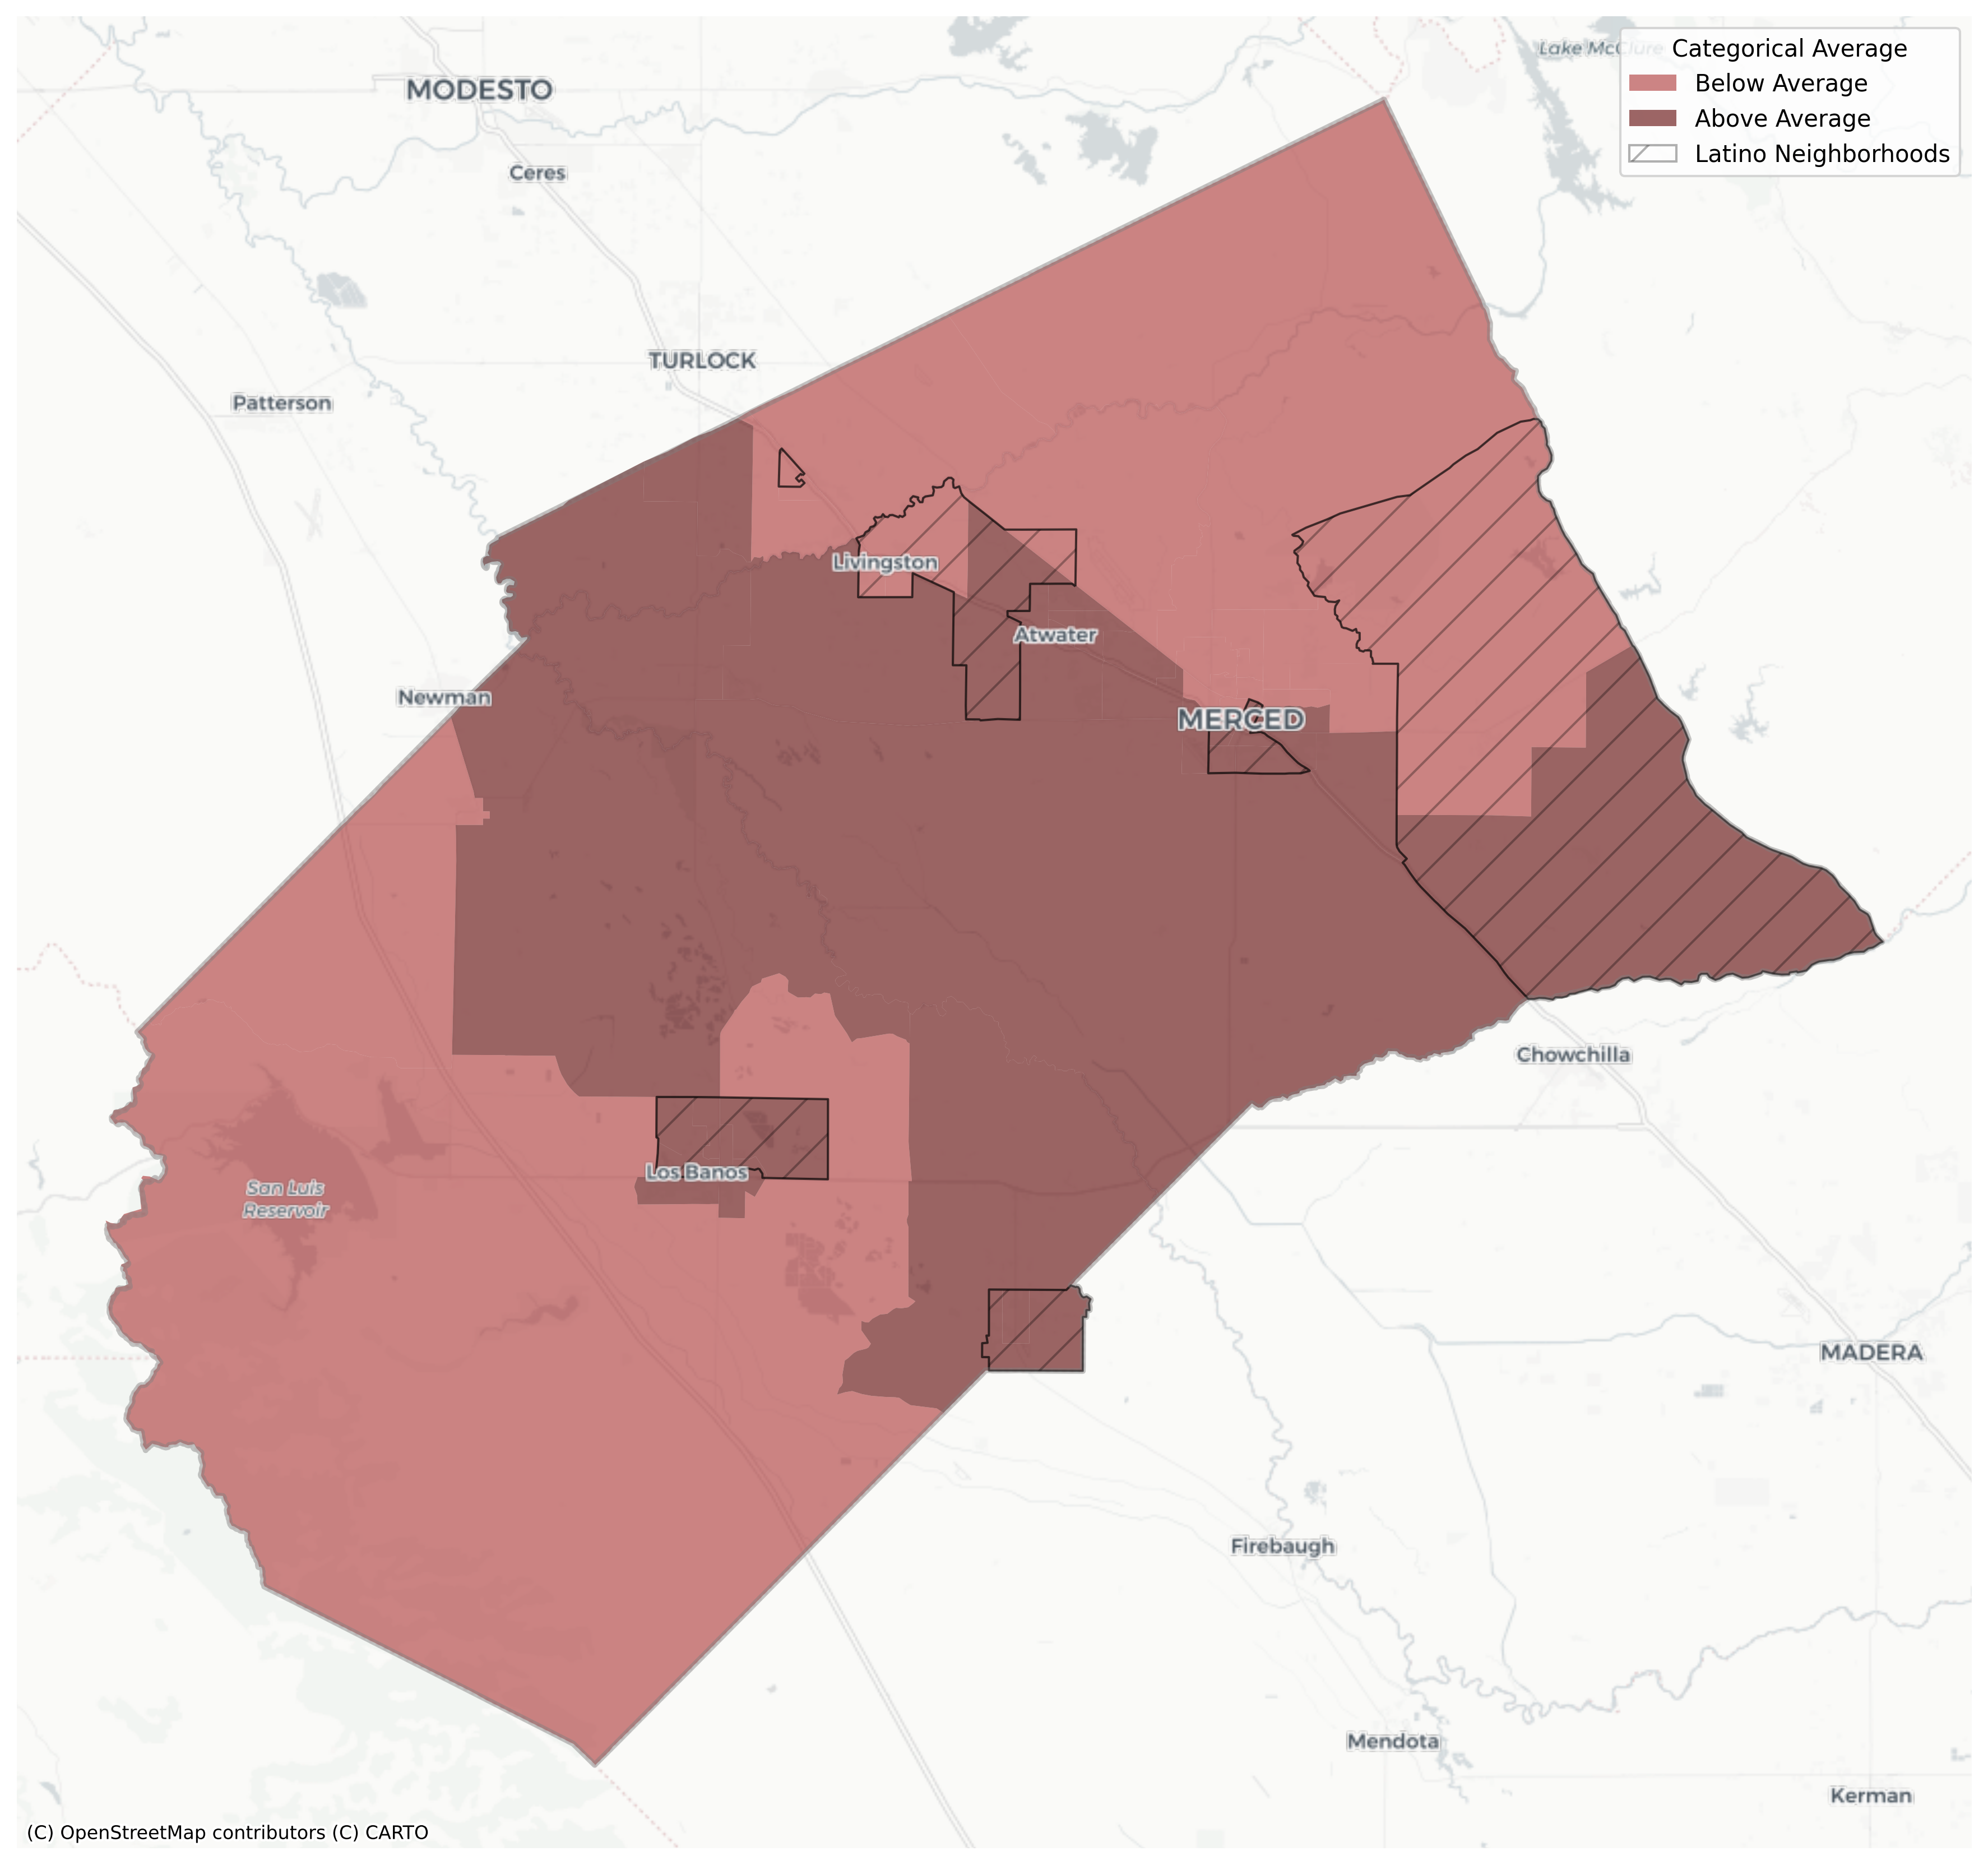 Lake McClure
Categorical Average
Below Average
Above Average
Latino Neighborhoods
MODESTO
Ceres
TURLOCK
Patterson
Livingston
Atwater
Newman
MERCED
Chowchilla
Los Banos
San Luis
Reservoir
MADERA
Firebaugh
Mendota
Kerman
(C) OpenStreetMap contributors (C) CARTO